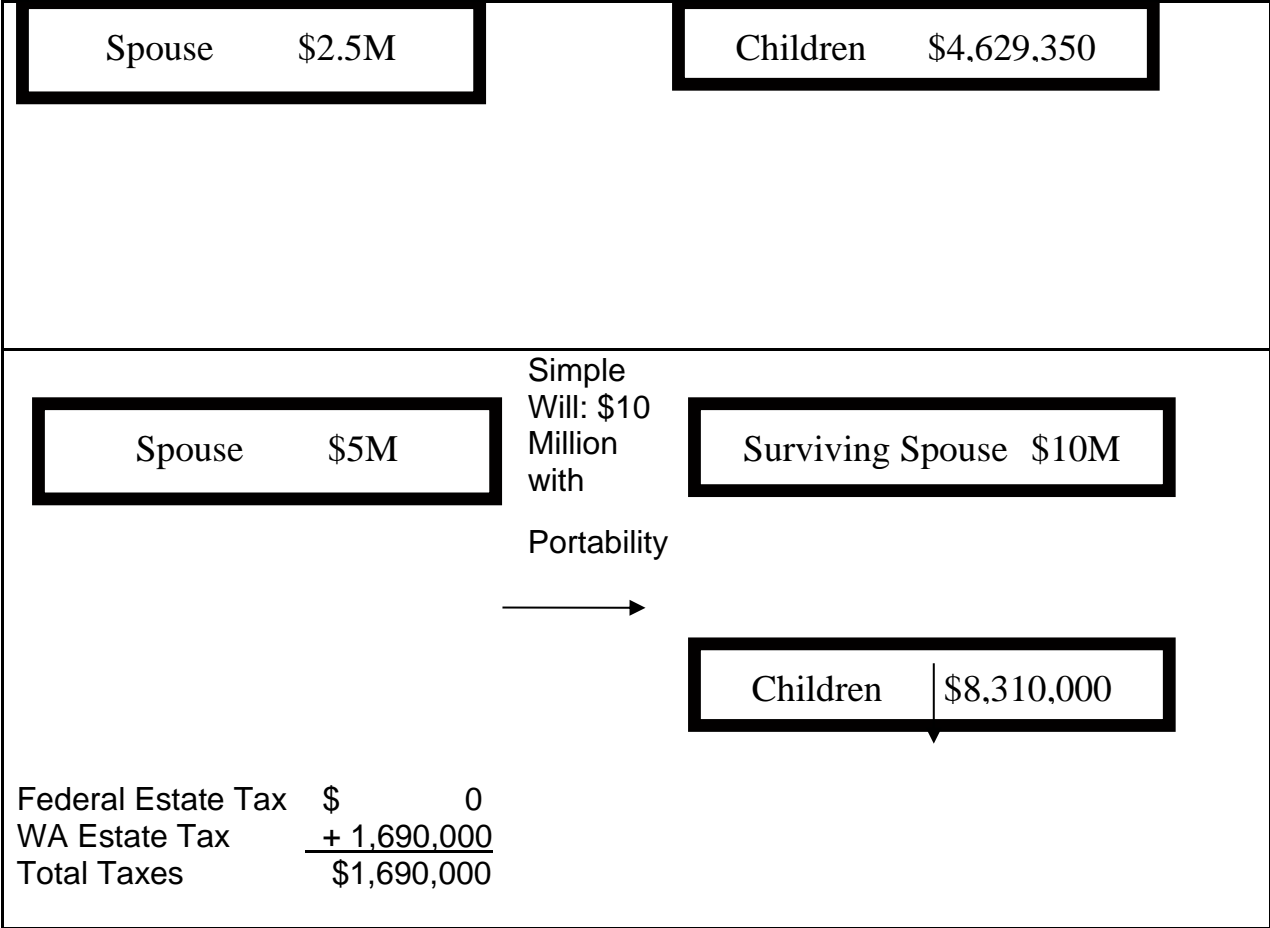 Spouse $2.5M
Children $4,629,350
Simple
Will: $10
Million
with
Portability
Spouse $5M
Surviving Spouse $10M
Children $8,310,000
Federal Estate Tax $ 0
WA Estate Tax + 1,690,000
Total Taxes $1,690,000